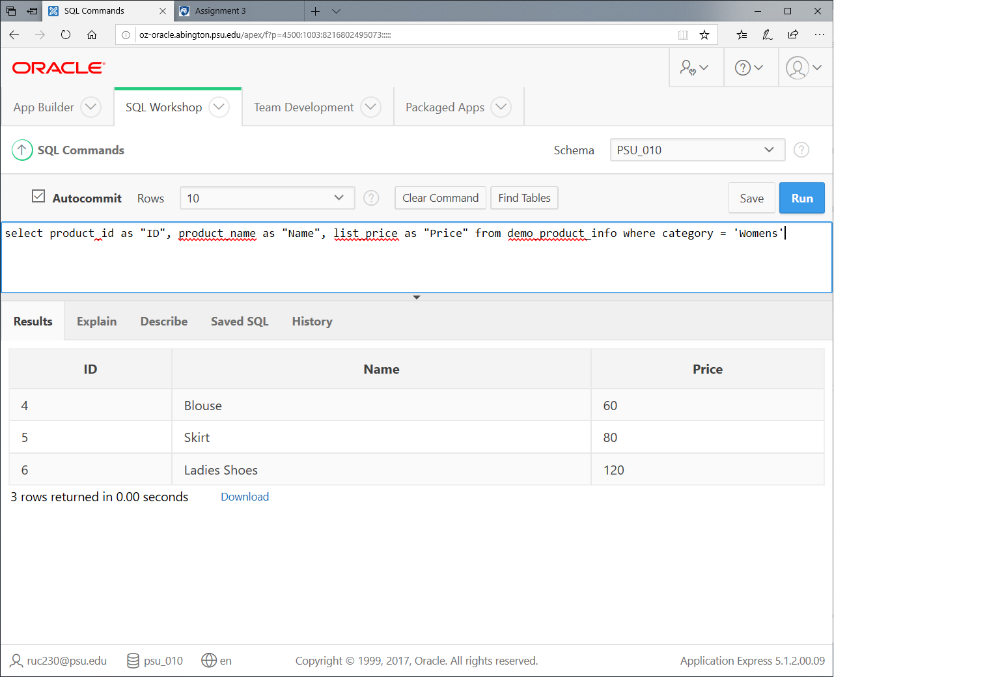 SQL Commands
Assignment 3
oz-oracle.abington.psu.edu/apex/f?p=4500:1003:8216802495073:::::
ORACLE
App Builder
SQL Workshop
Team Development
Packaged Apps
SQL Commands
Schema
PSU_010
?
Autocommit
Rows
10
?
Clear Command
Find Tables
Save
Run
select product_id as "ID", product_name as "Name", list_price as "Price" from demo_product_info where category = 'Womens'
Results
Explain
Describe
Saved SQL
History
ID Name Price
4 Blouse 60
5 Skirt 80
6 Ladies Shoes 120
3 rows returned in 0.00 seconds
Download
ruc230@psu.edu
psu_010
en
Copyright © 1999, 2017, Oracle. All rights reserved.
Application Express 5.1.2.00.09